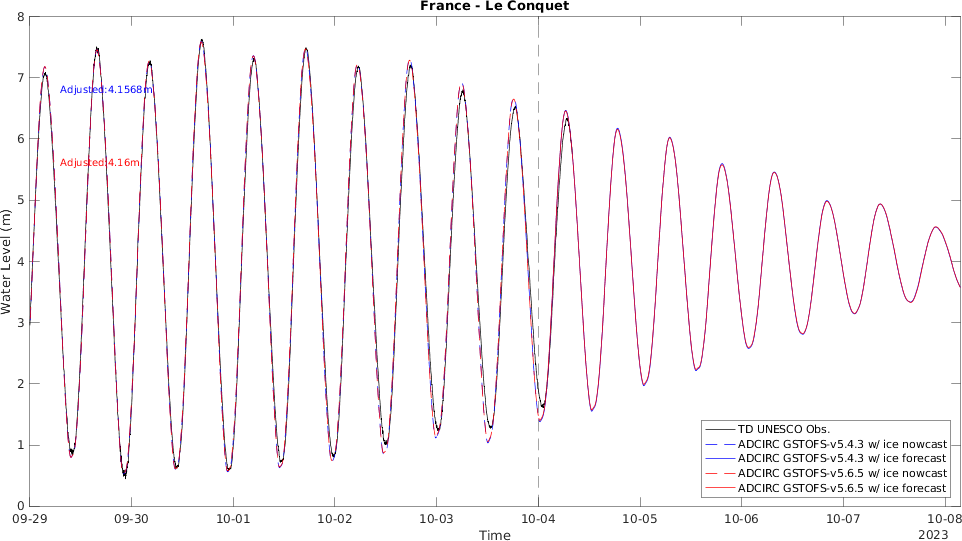 France - Le Conquet
8
7
6
5
4
3
2
1
0
Water Level (m)
Adjusted:4.1568m
Adjusted:4.16m
TD UNESCO Obs.
ADCIRC GSTOFS-v5.4.3 w/ ice nowcast
ADCIRC GSTOFS-v5.4.3 w/ ice forecast
ADCIRC GSTOFS-v5.6.5 w/ ice nowcast
ADCIRC GSTOFS-v5.6.5 w/ ice forecast
09-29 09-30 10-01 10-02 10-03 10-04 10-05 10-06 10-07 10-08
Time
2023